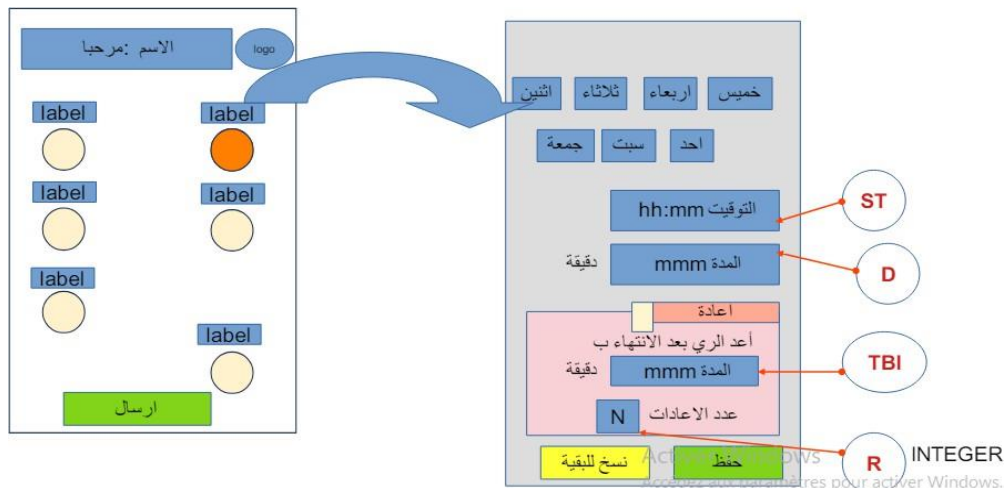 الاسم :مرحبا
logo
label
label
label
label
label
label
ارسال
خميس
اربعاء
ثلاثاء
اثنين
احد
سبت
جمعة
التوقيت hh:mm
ST
المدة mmm
دقيقة
D
اعادة
أعد الري بعد الانتهاء ب
المدة mmm
دقيقة
TBI
عدد الاعادات
N
حفظ
نسخ للبقية
R
INTEGER